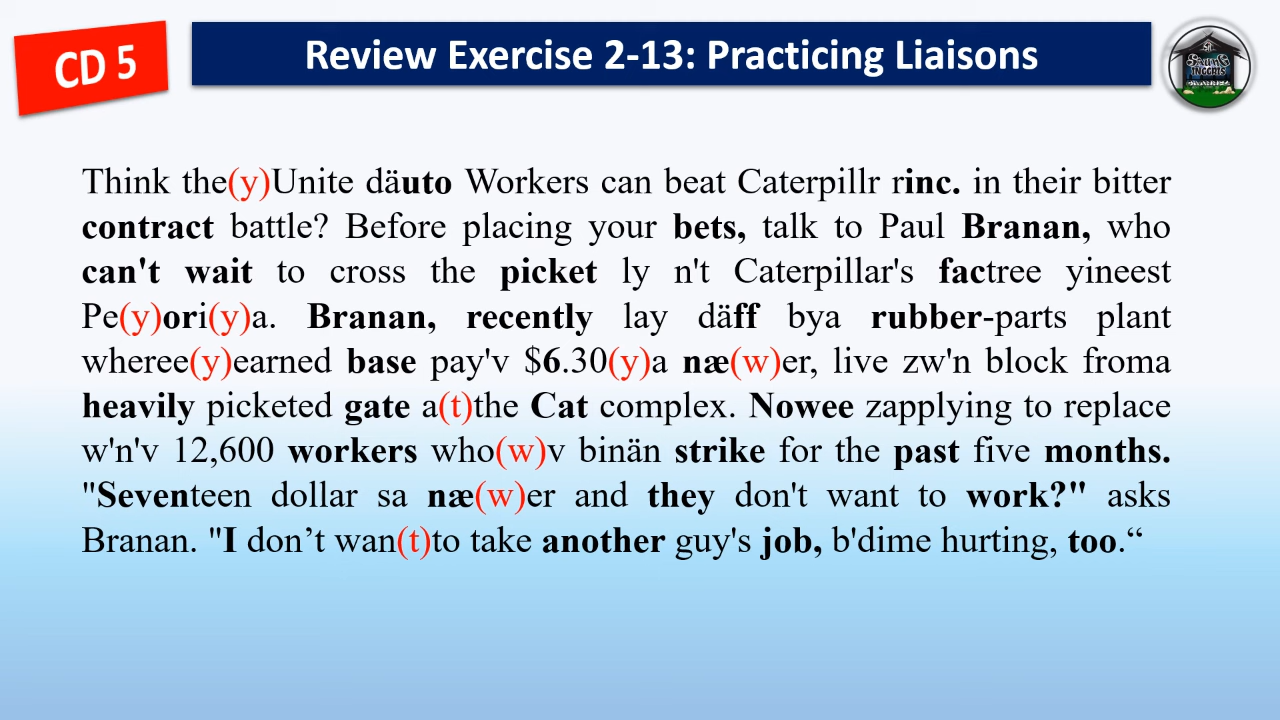 CD 5
Review Exercise 2-13: Practicing Liaisons
Think the(y)Unite däuto Workers can beat Caterpillr rinc. in their bitter
contract battle? Before placing your bets, talk to Paul Branan, who
can't wait to cross the picket ly n't Caterpillar's factree yineest
Pe(y)ori(y)a. Branan, recently lay däff bya rubber-parts plant
wheree(y)earned base pay'v $6.30(y)a næ(w)er, live zw'n block froma
heavily picketed gate a(t)the Cat complex. Nowee zapplying to replace
w'n'v 12,600 workers who(w)v binän strike for the past five months.
"Seventeen dollar sa næ(w)er and they don't want to work?" asks
Branan. "I don’t wan(t)to take another guy's job, b'dime hurting, too.“